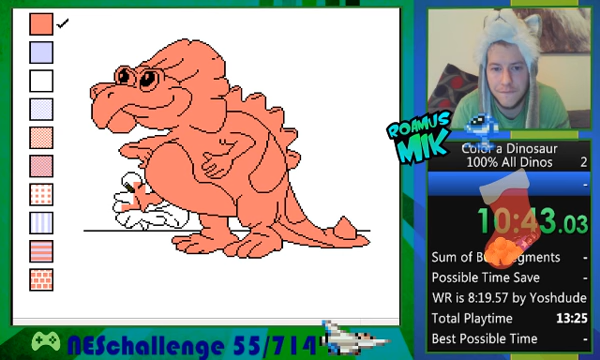 ROAMUS
MIK
Color a Dinosaur
100% All Dinos 2
-
10:43.03
Sum of B egments -
Possible Time Save -
WR is 8:19.57 by Yoshdude
Total Playtime 13:25
Best Possible Time -
NESchallenge 55/714